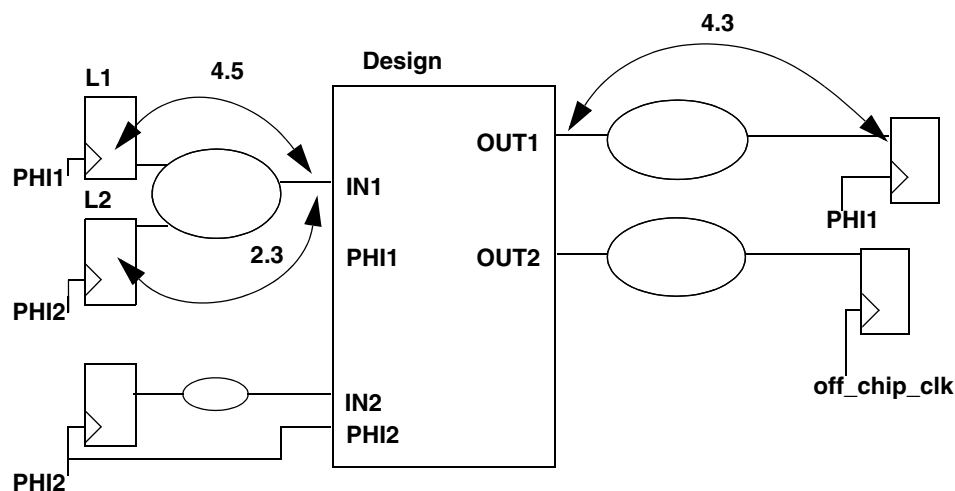 4.3
Design
4.5
L1
OUT1
PHI1
IN1
L2
PHI1
2.3
PHI1
OUT2
PHI2
off_chip_clk
IN2
PHI2
PHI2